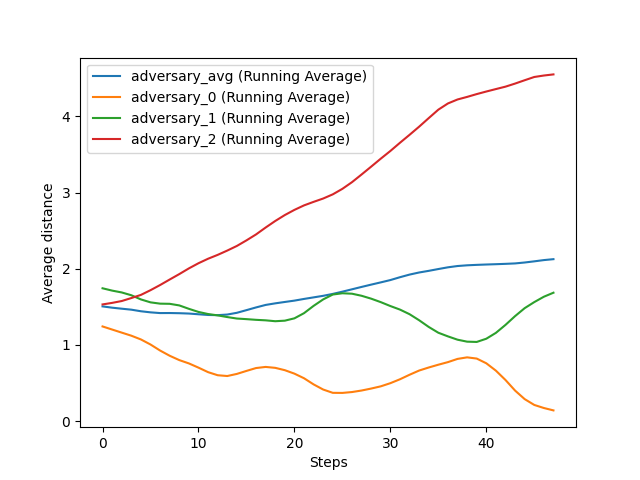 adversary_avg (Running Average)
adversary_0 (Running Average)
adversary_1 (Running Average)
adversary_2 (Running Average)
Average distance
4
3
2
1
0
0 10 20 30 40
Steps